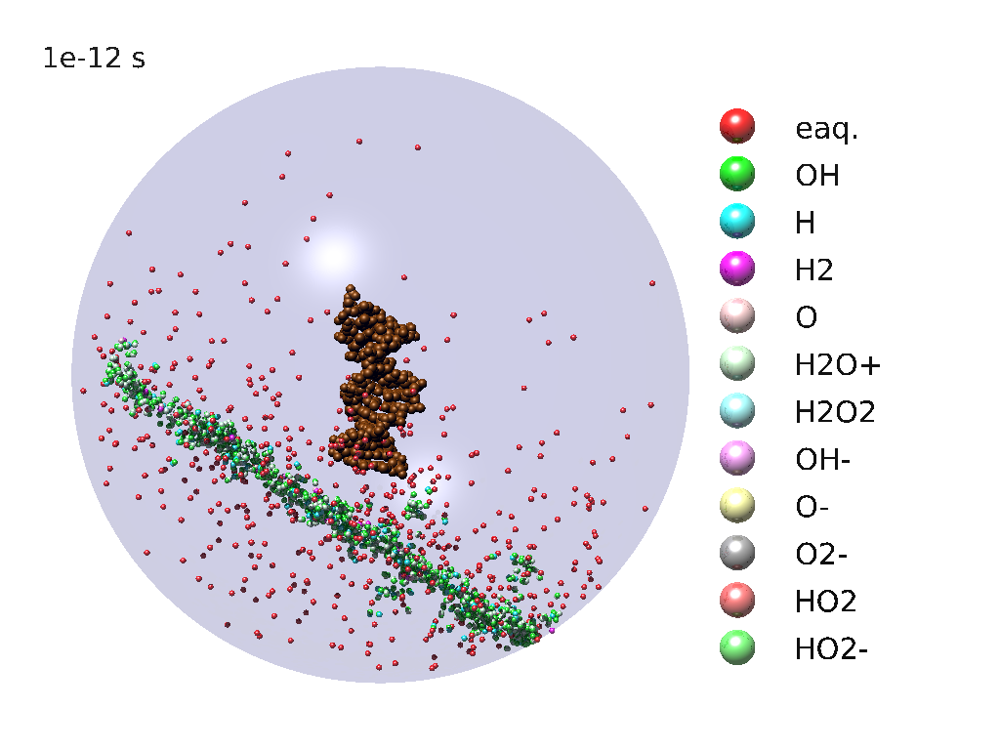 1e-12 s
eaq.
OH
H
H2
O
H2O+
H2O2
OH-
O-
O2-
HO2
HO2-